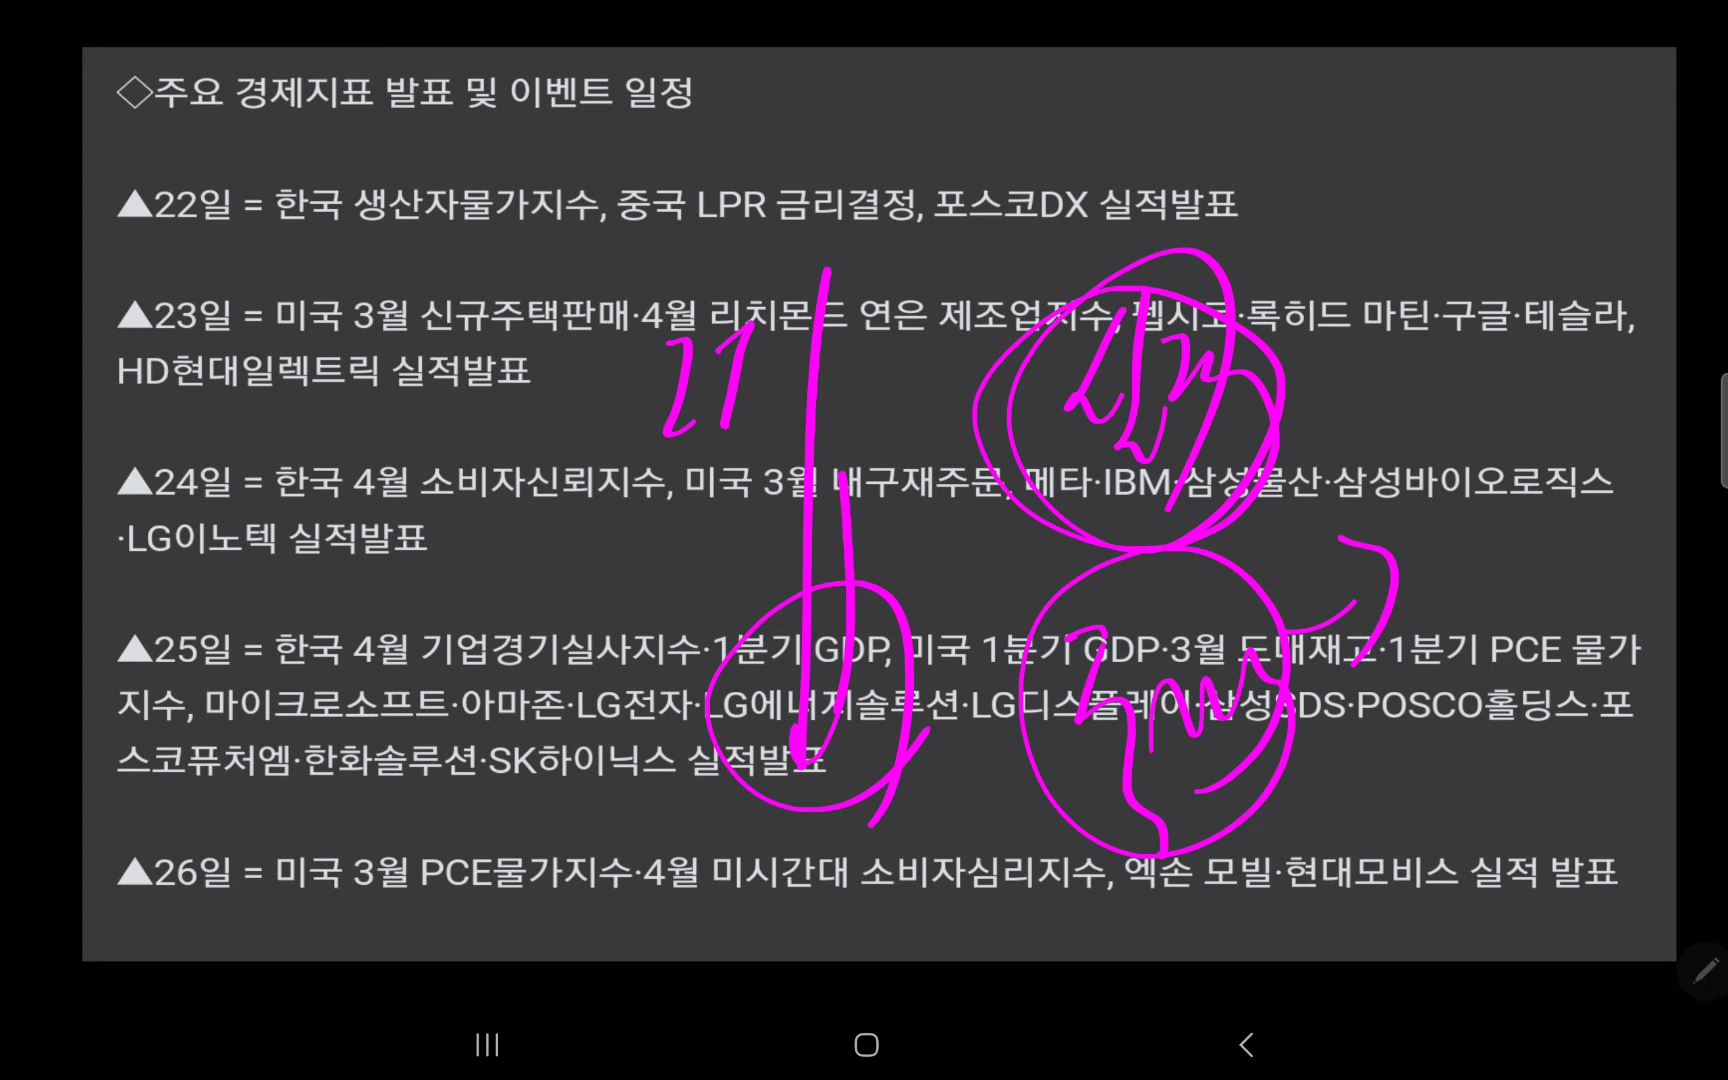 ◇주요 경제지표 발표 및 이벤트 일정
▲22일 = 한국 생산자물가지수, 중국 LPR 금리결정, 포스코DX 실적발표
▲23일 = 미국 3월 신규주택판매·4월 리치몬드 연은 제조업지수, 펩시코·록히드 마틴·구글·테슬라,
HD현대일렉트릭 실적발표
▲24일 = 한국 4월 소비자신뢰지수, 미국 3월 내구재주문, 메타·IBM·삼성물산·삼성바이오로직스
·LG이노텍 실적발표
▲25일 = 한국 4월 기업경기실사지수·1분기 GDP, 미국 1분기 GDP·3월 도매재고·1분기 PCE 물가
지수, 마이크로소프트·아마존·LG전자·LG에너지솔루션·LG디스플레이·삼성SDS·POSCO홀딩스·포
스코퓨처엠·한화솔루션·SK하이닉스 실적발표
▲26일 = 미국 3월 PCE물가지수·4월 미시간대 소비자심리지수, 엑손 모빌·현대모비스 실적 발표